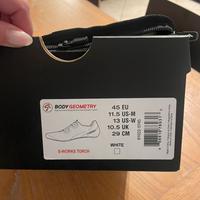 BODY GEOMETRY
S-WORKS TORCH
45 EU
11.5 US-M
13 US-W
10.5 UK
29 CM
WHITE